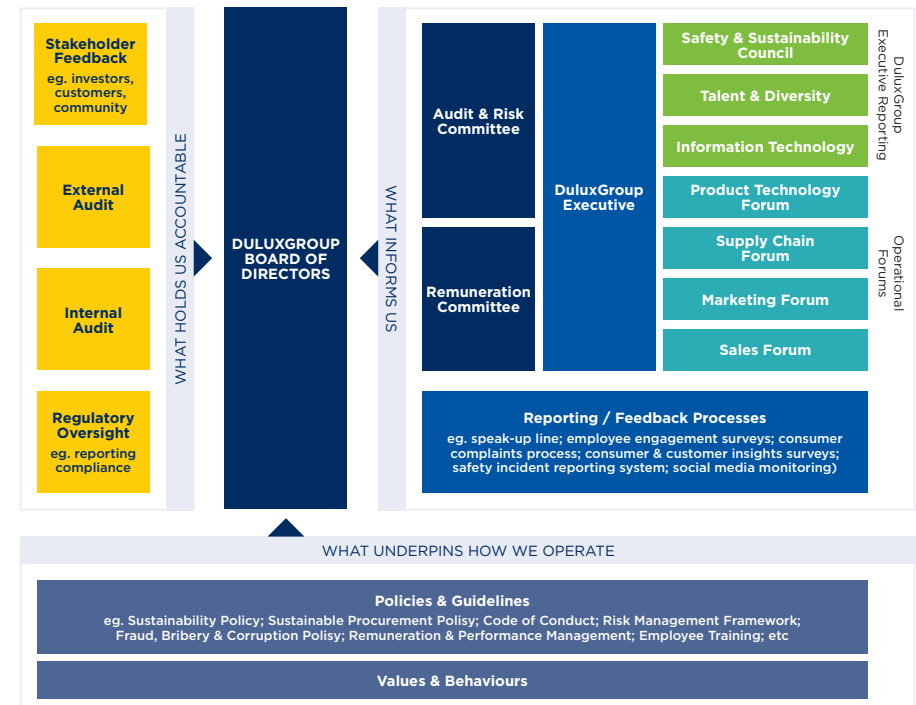 Stakeholder
Feedback
eg. investors,
customers,
community
External
Audit
Internal
Audit
Regulatory
Oversight
eg. reporting
compliance
WHAT HOLDS US ACCOUNTABLE
DULUXGROUP
BOARD OF
DIRECTORS
WHAT INFORMS US
Audit & Risk
Committee
Remuneration
Committee
DuluxGroup
Executive
Safety & Sustainability
Council
Talent & Diversity
Information Technology
Product Technology
Forum
Supply Chain
Forum
Marketing Forum
Sales Forum
DuluxGroup
Executive Reporting
Operational
Forums
Reporting / Feedback Processes
eg. speak-up line; employee engagement surveys; consumer
complaints process; consumer & customer insights surveys;
safety incident reporting system; social media monitoring)
WHAT UNDERPINS HOW WE OPERATE
Policies & Guidelines
eg. Sustainability Policy; Sustainable Procurement Polisy; Code of Conduct; Risk Management Framework;
Fraud, Bribery & Corruption Polisy; Remuneration & Performance Management; Employee Training; etc
Values & Behaviours